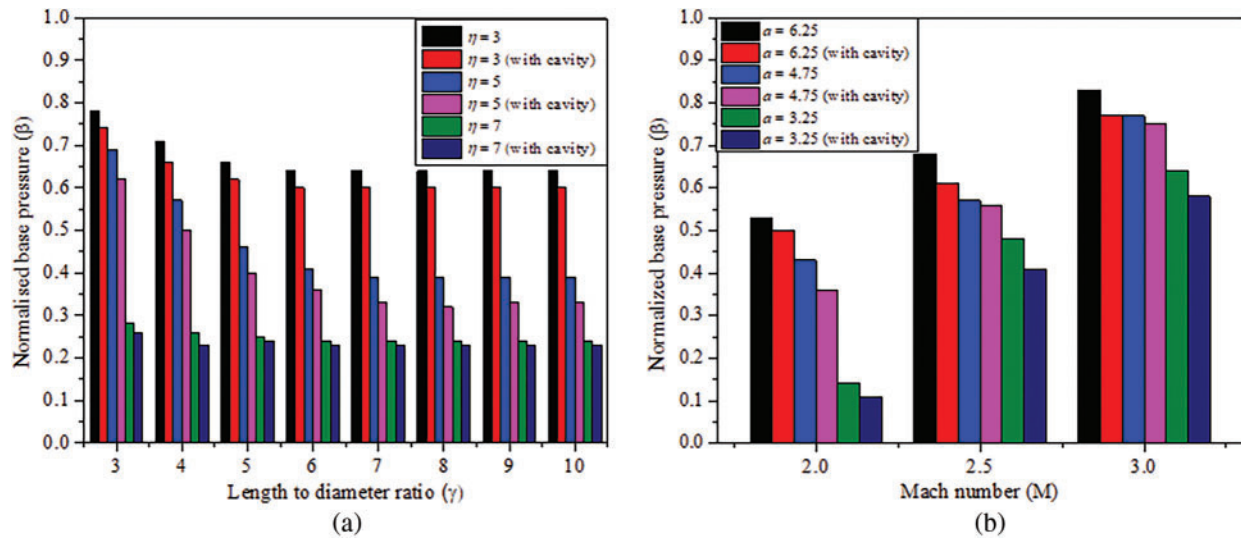 1.0
0.9
0.8
0.7
0.6
0.5
0.4
0.3
0.2
0.1
0.0
Normalised base pressure (β)
η = 3
η = 3 (with cavity)
η = 5
η = 5 (with cavity)
η = 7
η = 7 (with cavity)
3 4 5 6 7 8 9 10
Length to diameter ratio (γ)
(a)
1.0
0.9
0.8
0.7
0.6
0.5
0.4
0.3
0.2
0.1
0.0
Normalized base pressure (β)
α = 6.25
α = 6.25 (with cavity)
α = 4.75
α = 4.75 (with cavity)
α = 3.25
α = 3.25 (with cavity)
2.0 2.5 3.0
Mach number (M)
(b)